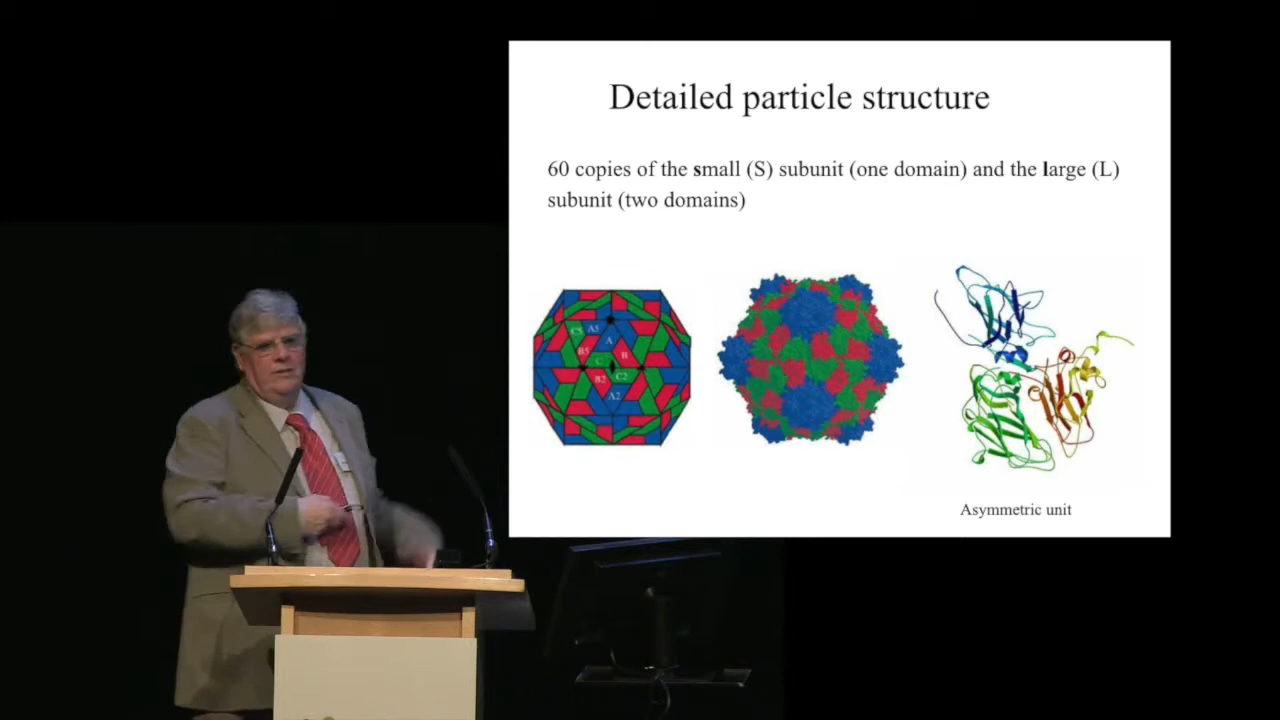 Detailed particle structure
60 copies of the small (S) subunit (one domain) and the large (L)
subunit (two domains)
C5 A5
A
B5 B
C
B2 C2
A2
Asymmetric unit